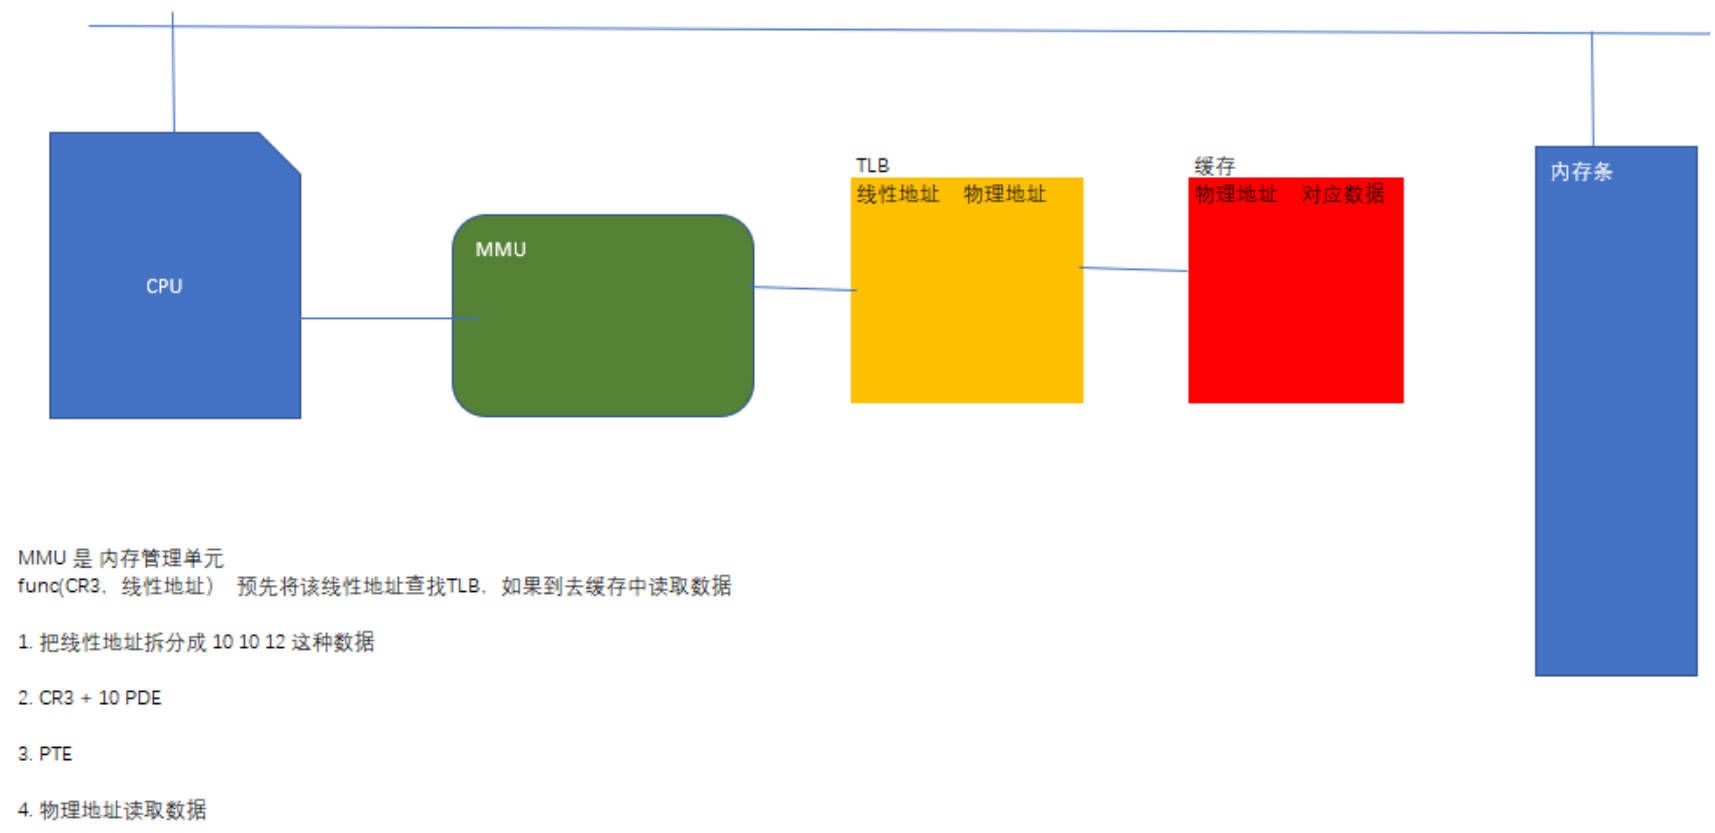 TLB
缓存
线性地址 物理地址
物理地址 对应数据
内存条
MMU
CPU
MMU 是 内存管理单元
func(CR3，线性地址） 预先将该线性地址查找TLB，如果到去缓存中读取数据
1. 把线性地址拆分成 10 10 12 这种数据
2. CR3 + 10 PDE
3. PTE
4. 物理地址读取数据